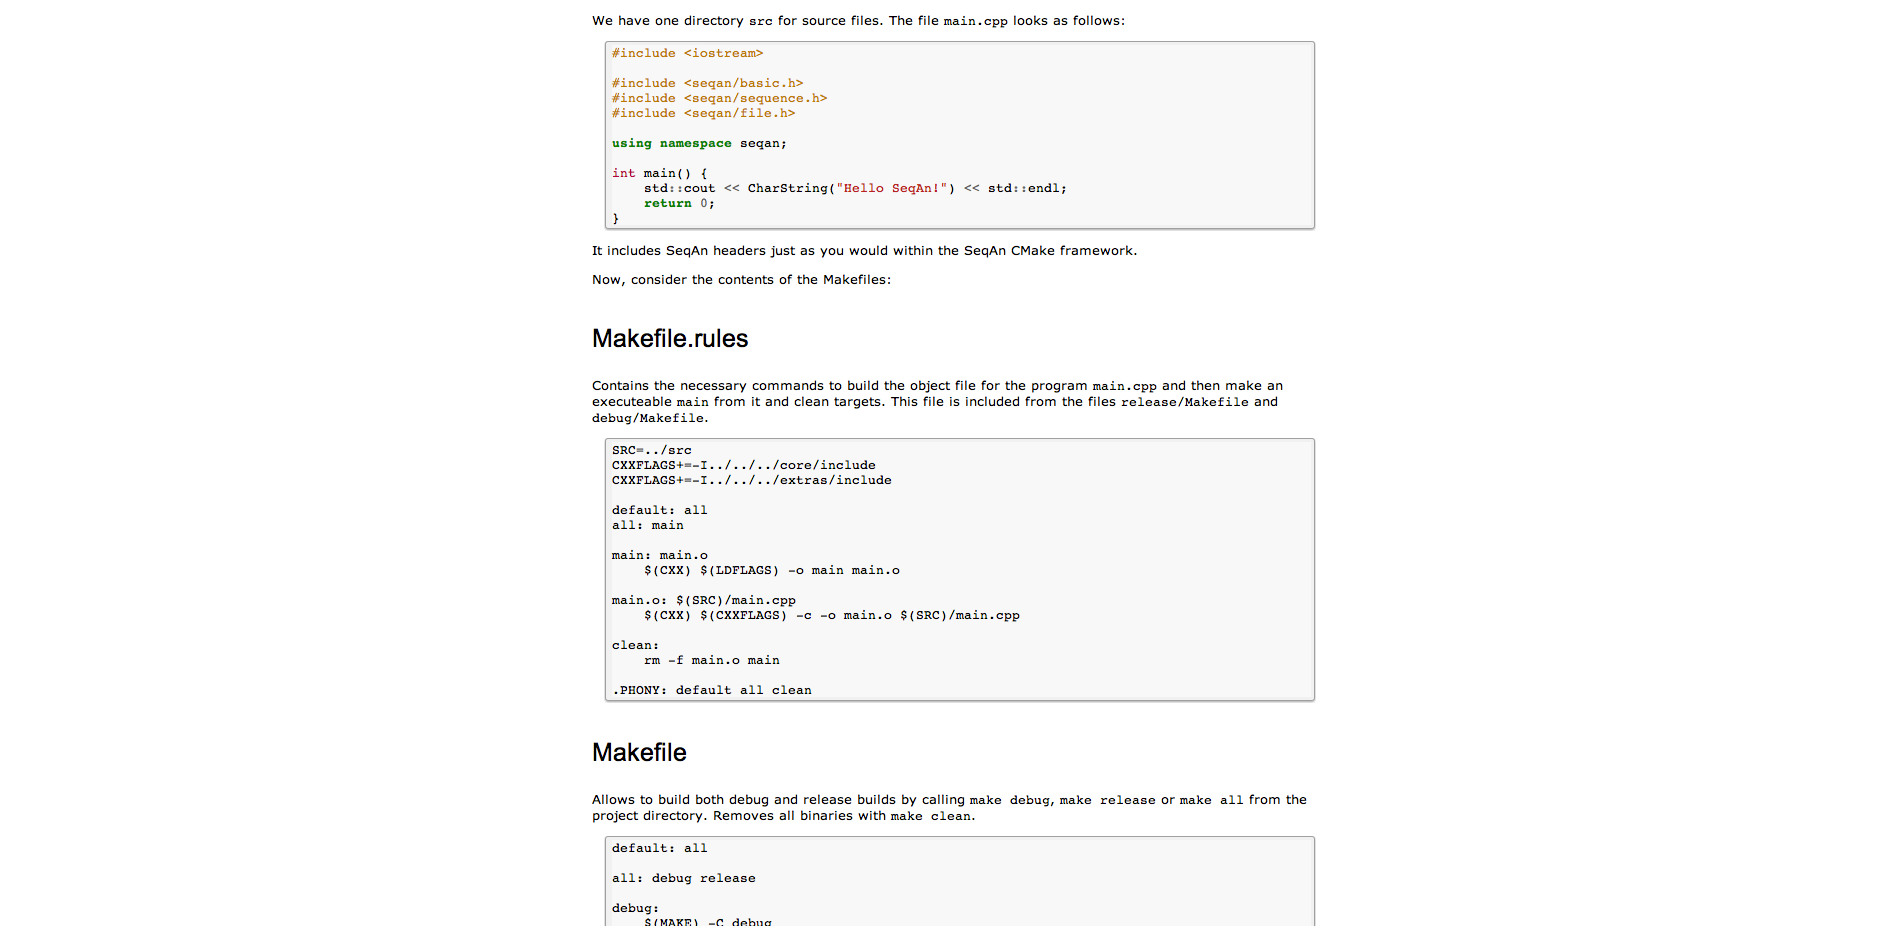 We have one directory src for source files. The file main.cpp looks as follows:
#include <iostream>
#include <seqan/basic.h>
#include <seqan/sequence.h>
#include <seqan/file.h>
using namespace seqan;
int main() {
    std::cout << CharString("Hello SeqAn!") << std::endl;
    return 0;
}
It includes SeqAn headers just as you would within the SeqAn CMake framework.
Now, consider the contents of the Makefiles:
Makefile.rules
Contains the necessary commands to build the object file for the program main.cpp and then make an
executeable main from it and clean targets. This file is included from the files release/Makefile and
debug/Makefile.
SRC=../src
CXXFLAGS+=-I../../../core/include
CXXFLAGS+=-I../../../extras/include
default: all
all: main
main: main.o
    $(CXX) $(LDFLAGS) -o main main.o
main.o: $(SRC)/main.cpp
    $(CXX) $(CXXFLAGS) -c -o main.o $(SRC)/main.cpp
clean:
    rm -f main.o main
.PHONY: default all clean
Makefile
Allows to build both debug and release builds by calling make debug, make release or make all from the
project directory. Removes all binaries with make clean.
default: all
all: debug release
debug:
    $(MAKE) -C debug